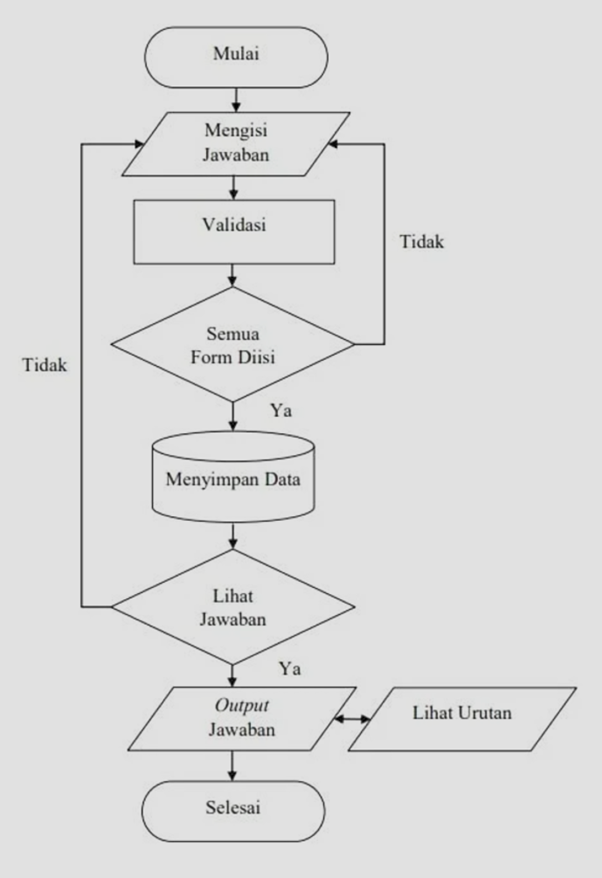 Mulai
Mengisi
Jawaban
Validasi
Tidak
Semua
Form Diisi
Tidak
Ya
Menyimpan Data
Lihat
Jawaban
Ya
Output
Jawaban
Lihat Urutan
Selesai